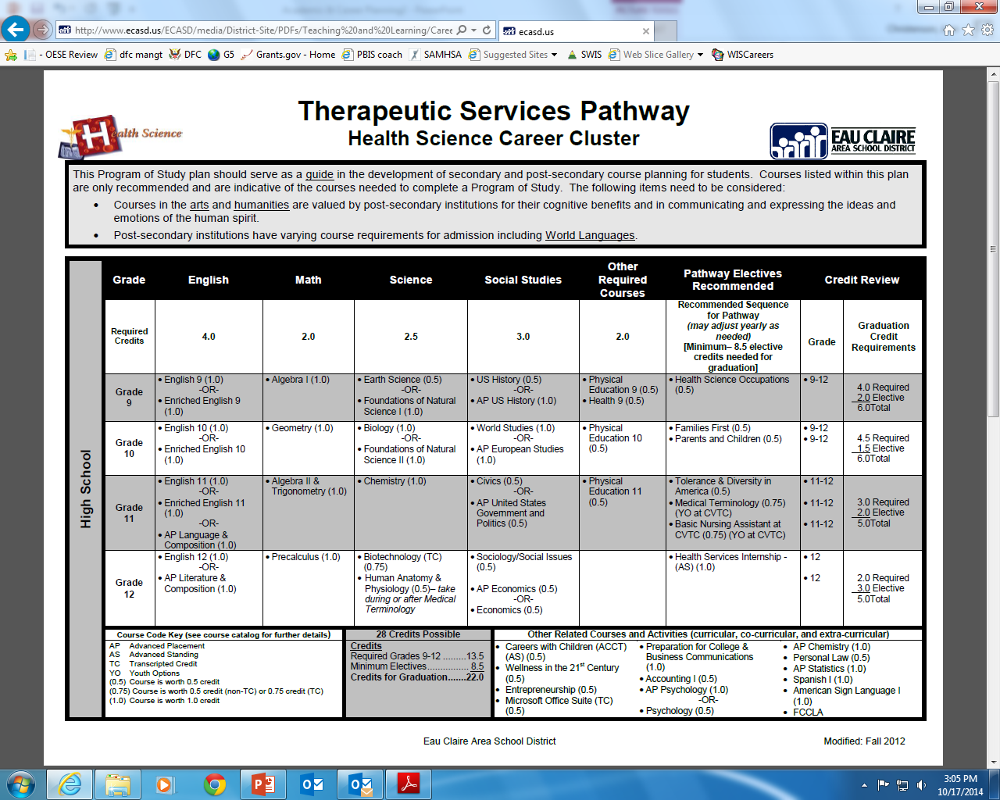 http://www.ecasd.us/ECASD/media/District-Site/PDFs/Teaching%20and%20Learning/Caree
ecasd.us
- OESE Review
dfc mangt
DFC
G5
Grants.gov - Home
PBIS coach
SAMHSA
Suggested Sites
SWIS
Web Slice Gallery
WISCareers
Therapeutic Services Pathway
Health Science Career Cluster
Health Science
EAU CLAIRE
AREA SCHOOL DISTRICT
This Program of Study plan should serve as a guide in the development of secondary and post-secondary course planning for students. Courses listed within this plan
are only recommended and are indicative of the courses needed to complete a Program of Study. The following items need to be considered:
• Courses in the arts and humanities are valued by post-secondary institutions for their cognitive benefits and in communicating and expressing the ideas and
emotions of the human spirit.
• Post-secondary institutions have varying course requirements for admission including World Languages.
High School
Grade
English
Math
Science
Social Studies
Other
Required
Courses
Pathway Electives
Recommended
Credit Review
Required
Credits
4.0
2.0
2.5
3.0
2.0
Recommended Sequence
for Pathway
(may adjust yearly as
needed)
[Minimum– 8.5 elective
credits needed for
graduation]
Grade
Graduation
Credit
Requirements
Grade
9
• English 9 (1.0)
-OR-
• Enriched English 9
(1.0)
• Algebra I (1.0)
• Earth Science (0.5)
-OR-
• Foundations of Natural
Science I (1.0)
• US History (0.5)
-OR-
• AP US History (1.0)
• Physical
Education 9 (0.5)
• Health 9 (0.5)
• Health Science Occupations
(0.5)
• 9-12
4.0 Required
2.0 Elective
6.0Total
Grade
10
• English 10 (1.0)
-OR-
• Enriched English 10
(1.0)
• Geometry (1.0)
• Biology (1.0)
-OR-
• Foundations of Natural
Science II (1.0)
• World Studies (1.0)
-OR-
• AP European Studies
(1.0)
• Physical
Education 10
(0.5)
• Families First (0.5)
• Parents and Children (0.5)
• 9-12
• 9-12
4.5 Required
1.5 Elective
6.0Total
Grade
11
• English 11 (1.0)
-OR-
• Enriched English 11
(1.0)
-OR-
• AP Language &
Composition (1.0)
• Algebra II &
Trigonometry (1.0)
• Chemistry (1.0)
• Civics (0.5)
-OR-
• AP United States
Government and
Politics (0.5)
• Physical
Education 11
(0.5)
• Tolerance & Diversity in
America (0.5)
• Medical Terminology (0.75)
(YO at CVTC)
• Basic Nursing Assistant at
CVTC (0.75) (YO at CVTC)
• 11-12
• 11-12
• 11-12
3.0 Required
2.0 Elective
5.0Total
Grade
12
• English 12 (1.0)
-OR-
• AP Literature &
Composition (1.0)
• Precalculus (1.0)
• Biotechnology (TC)
(0.75)
• Human Anatomy &
Physiology (0.5)– take
during or after Medical
Terminology
• Sociology/Social Issues
(0.5)
• AP Economics (0.5)
-OR-
• Economics (0.5)
• Health Services Internship -
(AS) (1.0)
• 12
• 12
2.0 Required
3.0 Elective
5.0Total
Course Code Key (see course catalog for further details)
AP Advanced Placement
AS Advanced Standing
TC Transcripted Credit
YO Youth Options
(0.5) Course is worth 0.5 credit
(0.75) Course is worth 0.5 credit (non-TC) or 0.75 credit (TC)
(1.0) Course is worth 1.0 credit
28 Credits Possible
Credits
Required Grades 9-12 .........13.5
Minimum Electives................ 8.5
Credits for Graduation.......22.0
Other Related Courses and Activities (curricular, co-curricular, and extra-curricular)
• Careers with Children (ACCT)
(AS) (0.5)
• Wellness in the 21st Century
(0.5)
• Entrepreneurship (0.5)
• Microsoft Office Suite (TC)
(0.5)
• Preparation for College &
Business Communications
(1.0)
• Accounting I (0.5)
• AP Psychology (1.0)
-OR-
• Psychology (0.5)
• AP Chemistry (1.0)
• Personal Law (0.5)
• AP Statistics (1.0)
• Spanish I (1.0)
• American Sign Language I
(1.0)
• FCCLA
Eau Claire Area School District
Modified: Fall 2012
3:05 PM
10/17/2014